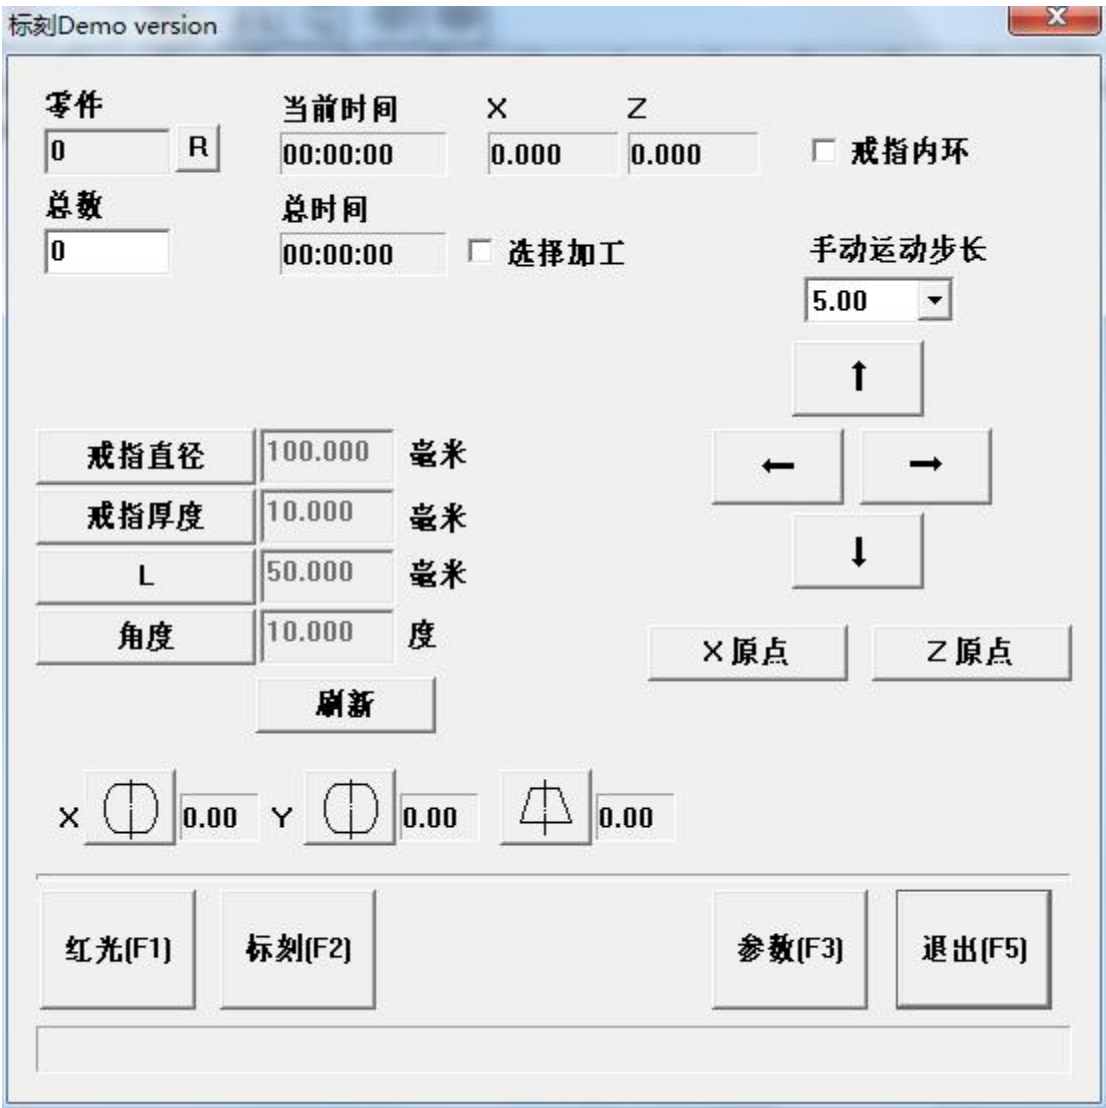 标刻Demo version
零件
当前时间
X
Z
0
R
00:00:00
0.000
0.000
戒指内环
总数
总时间
0
00:00:00
选择加工
手动运动步长
5.00
↑
戒指直径
100.000
毫米
←
→
戒指厚度
10.000
毫米
↓
L
50.000
毫米
角度
10.000
度
X原点
Z原点
刷新
X
0.00
Y
0.00
0.00
红光(F1)
标刻(F2)
参数(F3)
退出(F5)